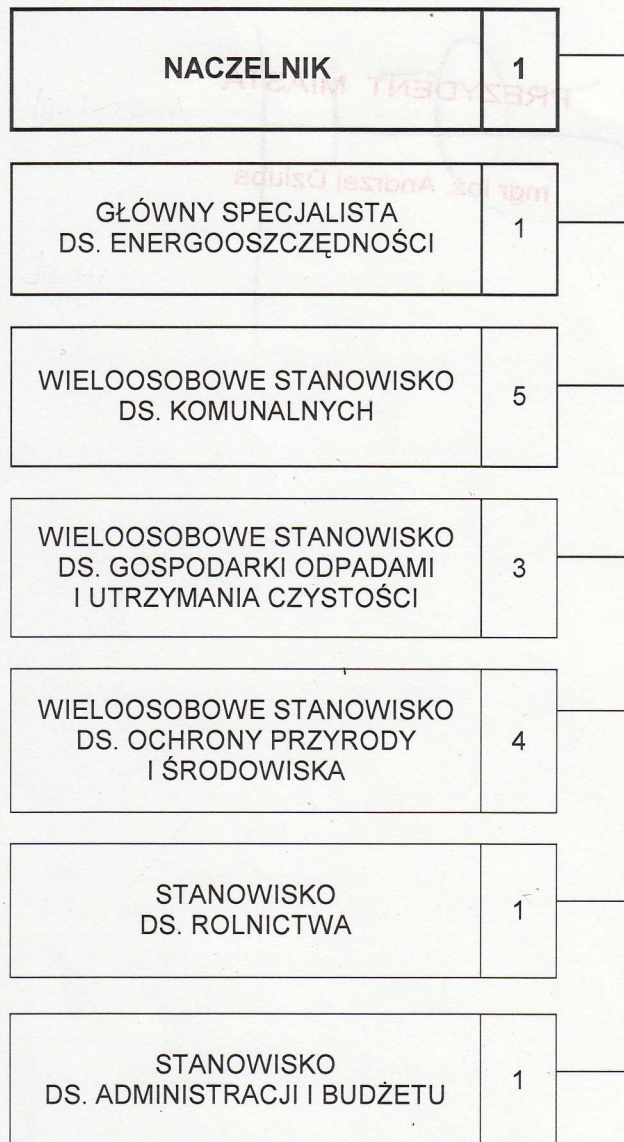 NACZELNIK 1
PREZYDENT MIASTA
mgr inż. Andrzej Dziuba
GŁÓWNY SPECJALISTA
DS. ENERGOOSZCZĘDNOŚCI 1
WIELOOSOBOWE STANOWISKO
DS. KOMUNALNYCH 5
WIELOOSOBOWE STANOWISKO
DS. GOSPODARKI ODPADAMI
I UTRZYMANIA CZYSTOŚCI 3
WIELOOSOBOWE STANOWISKO
DS. OCHRONY PRZYRODY
I ŚRODOWISKA 4
STANOWISKO
DS. ROLNICTWA 1
STANOWISKO
DS. ADMINISTRACJI I BUDŻETU 1